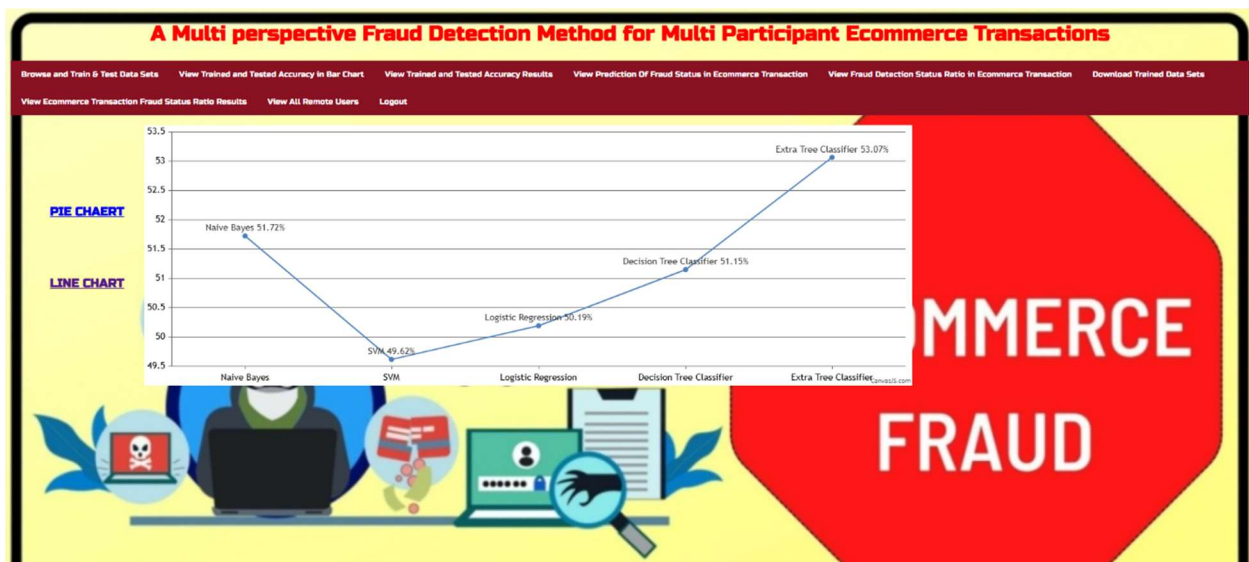 A Multi perspective Fraud Detection Method for Multi Participant Ecommerce Transactions
Browse and Train & Test Data Sets View Trained and Tested Accuracy in Bar Chart View Trained and Tested Accuracy Results View Prediction Of Fraud Status in Ecommerce Transaction View Fraud Detection Status Ratio in Ecommerce Transaction Download Trained Data Sets
View Ecommerce Transaction Fraud Status Ratio Results View All Remote Users Logout
PIE CHAERT
LINE CHART
53.5
53
52.5
52
51.5
51
50.5
50
49.5
Extra Tree Classifier 53.07%
Naive Bayes 51.72%
Decision Tree Classifier 51.15%
Logistic Regression 50.19%
SVM 49.62%
Naive Bayes SVM Logistic Regression Decision Tree Classifier Extra Tree Classifier
CanvasJS.com
OMMERCE
FRAUD